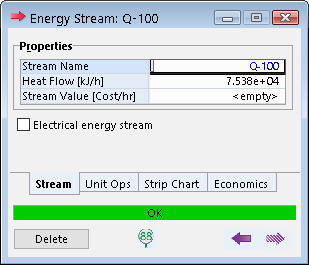 Energy Stream: Q-100
Properties
Stream Name Q-100
Heat Flow [kJ/h] 7.538e+04
Stream Value [Cost/hr] <empty>
Electrical energy stream
Stream Unit Ops Strip Chart Economics
OK
Delete 88